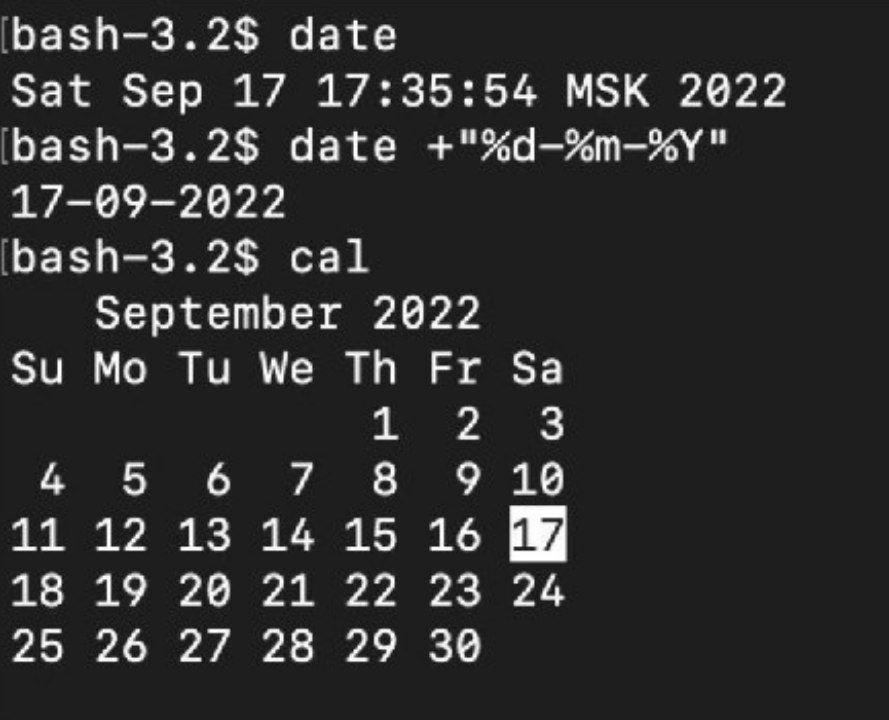 [bash-3.2$ date
Sat Sep 17 17:35:54 MSK 2022
[bash-3.2$ date +"%d-%m-%Y"
17-09-2022
[bash-3.2$ cal
   September 2022
Su Mo Tu We Th Fr Sa
             1  2  3
 4  5  6  7  8  9 10
11 12 13 14 15 16 17
18 19 20 21 22 23 24
25 26 27 28 29 30